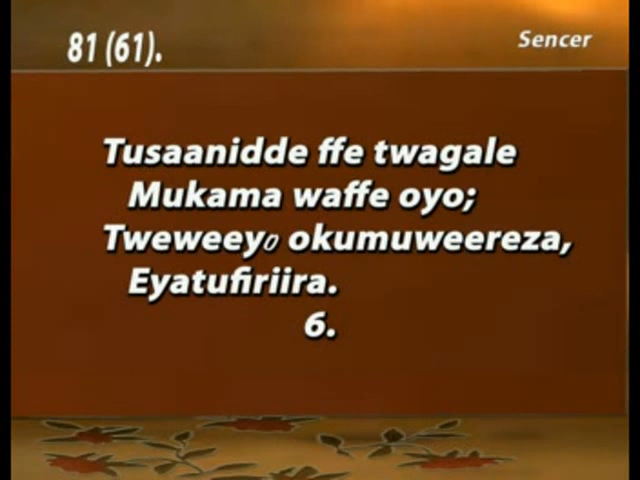 81 (61).
Sencer
Tusaanidde ffe twagale
Mukama waffe oyo;
Tweweeyo okumuweereza,
Eyatufiriira.
6.